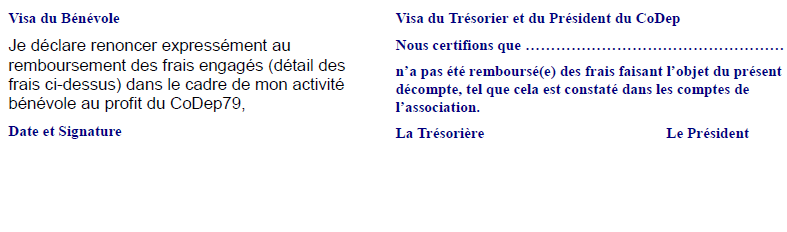 Visa du Bénévole
Je déclare renoncer expressément au
remboursement des frais engagés (détail des
frais ci-dessus) dans le cadre de mon activité
bénévole au profit du CoDep79,
Date et Signature
Visa du Trésorier et du Président du CoDep
Nous certifions que ……………………………………………
n’a pas été remboursé(e) des frais faisant l’objet du présent
décompte, tel que cela est constaté dans les comptes de
l’association.
La Trésorière Le Président